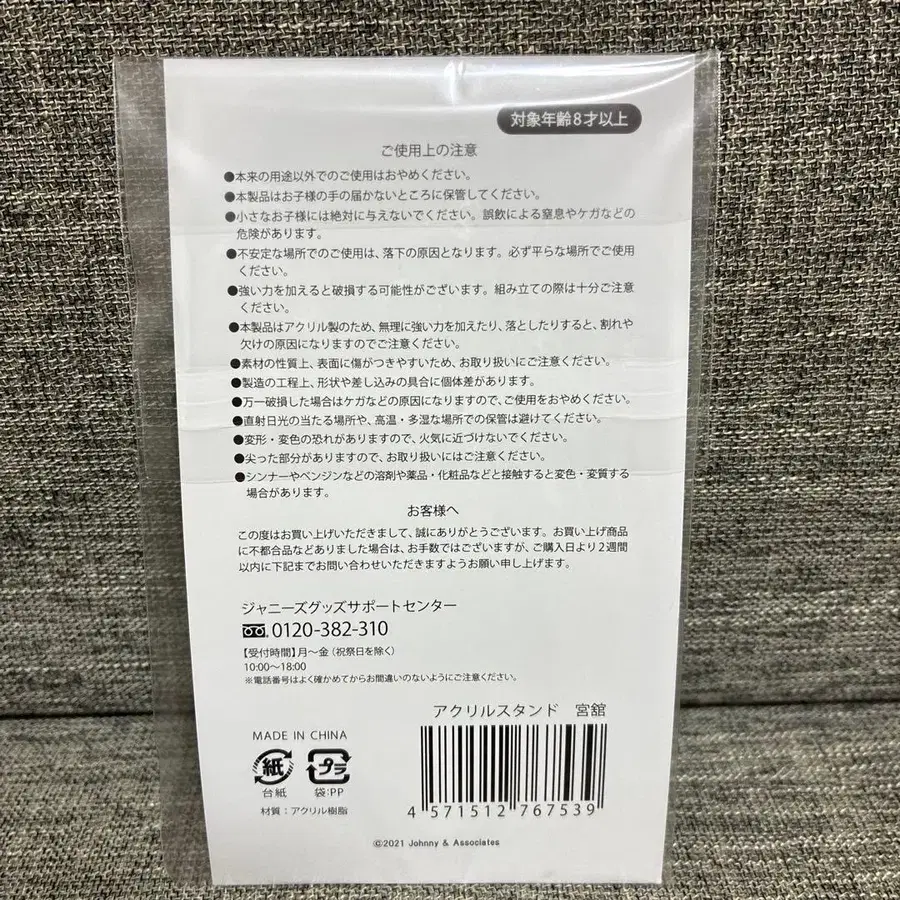 対象年齢8才以上
ご使用上の注意
●本来の用途以外でのご使用はおやめください。
●本製品はお子様の手の届かないところに保管してください。
●小さなお子様には絶対に与えないでください。誤飲による窒息やケガなどの
危険があります。
●不安定な場所でのご使用は、落下の原因となります。必ず平らな場所でご使用
ください。
●強い力を加えると破損する可能性がございます。組み立ての際は十分ご注意
ください。
●本製品はアクリル製のため、無理に強い力を加えたり、落としたりすると、割れや
欠けの原因になりますのでご注意ください。
●素材の性質上、表面に傷がつきやすいため、お取り扱いにご注意ください。
●製造の工程上、形状や差し込みの具合に個体差があります。
●万一破損した場合はケガなどの原因になりますので、ご使用をおやめください。
●直射日光の当たる場所や、高温・多湿な場所での保管は避けてください。
●変形・変色の恐れがありますので、火気に近づけないでください。
●尖った部分がありますので、お取り扱いにはご注意ください。
●シンナーやベンジンなどの溶剤や薬品・化粧品などと接触すると変色・変質する
場合があります。
お客様へ
この度はお買い上げいただきまして、誠にありがとうございます。お買い上げ商品
に不都合品などありました場合は、お手数ではございますが、ご購入日より2週間
以内に下記までお問い合わせいただきますようお願い申し上げます。
ジャニーズグッズサポートセンター
0120-382-310
【受付時間】月〜金（祝祭日を除く）
10:00〜18:00
※電話番号はよく確かめてからお間違いのないようにご注意ください。
アクリルスタンド　宮舘
MADE IN CHINA
紙 プラ
台紙 袋:PP
材質：アクリル樹脂
4 571512 767539
©2021 Johnny & Associates